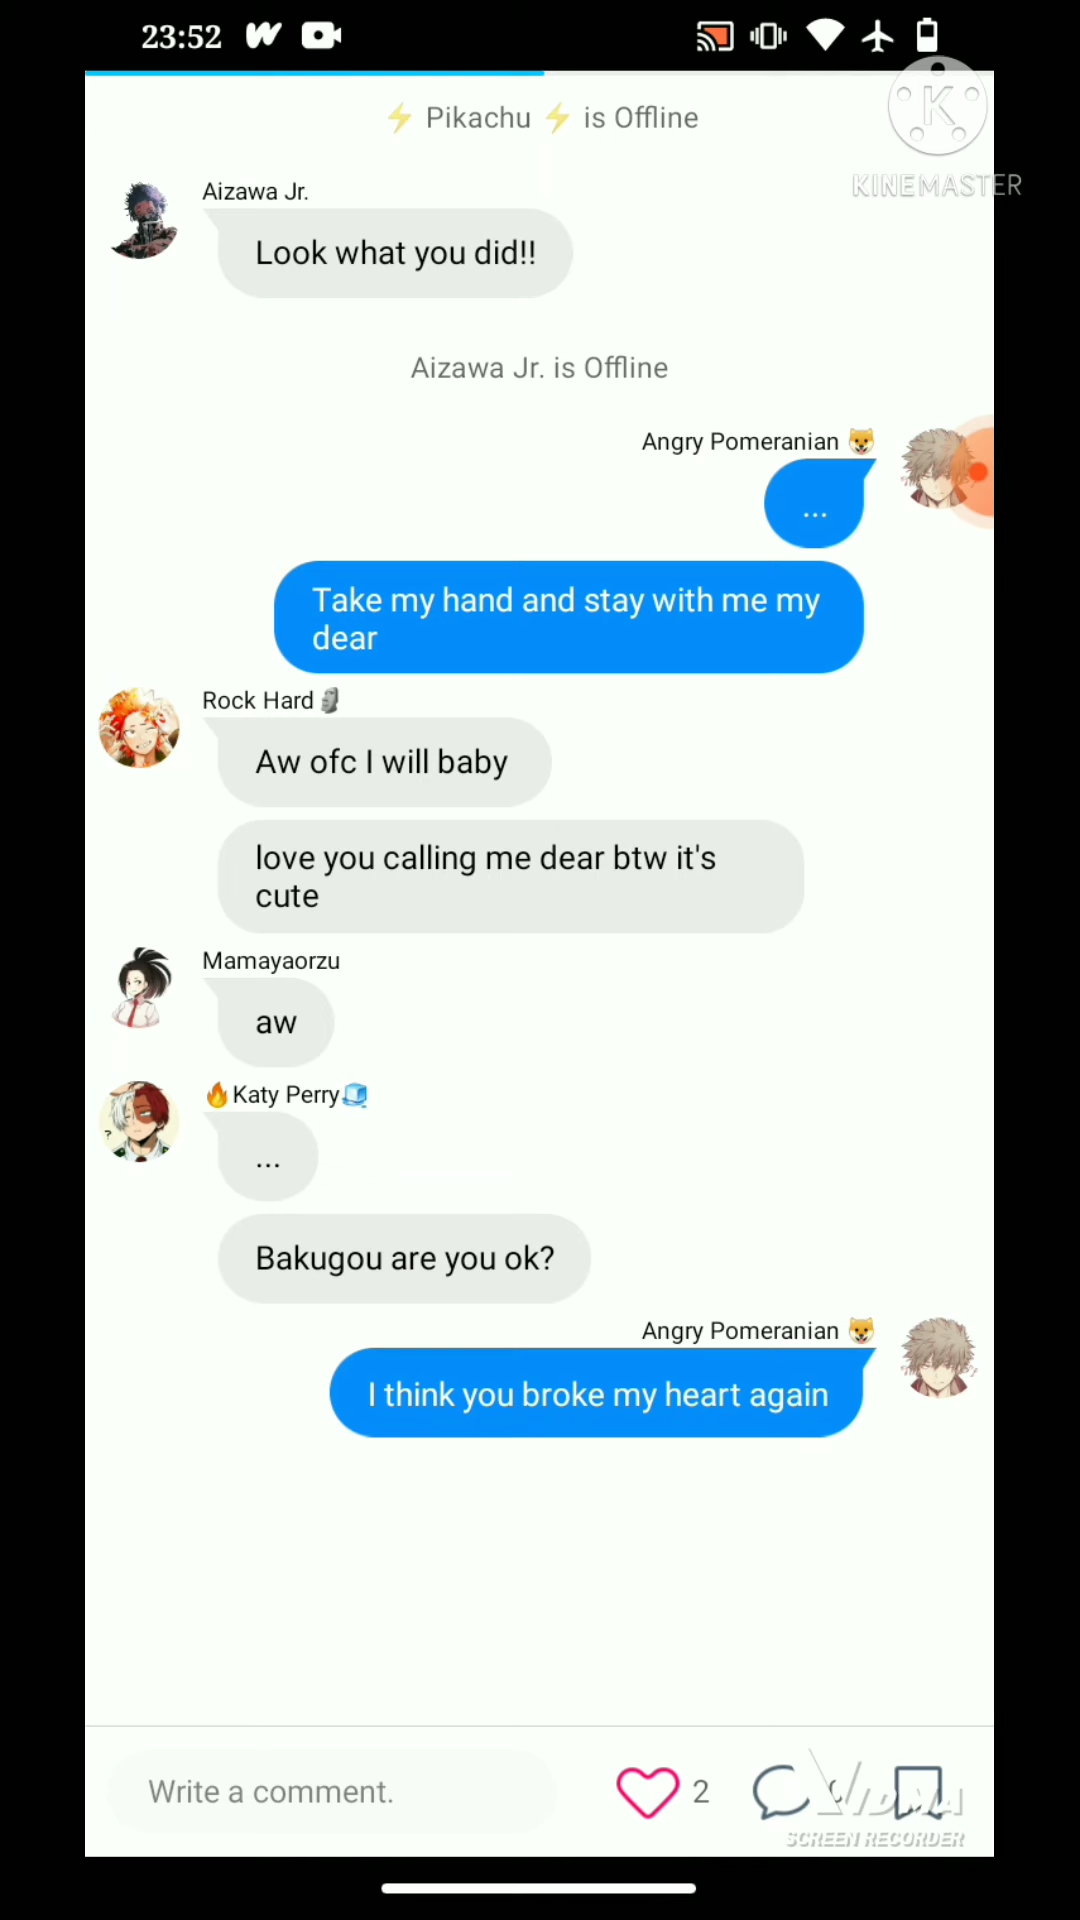 23:52
⚡ Pikachu ⚡ is Offline
KINEMASTER
Aizawa Jr.
Look what you did!!
Aizawa Jr. is Offline
Angry Pomeranian
...
Take my hand and stay with me my
dear
Rock Hard🗿
Aw ofc I will baby
love you calling me dear btw it's
cute
Mamayaorzu
aw
🔥Katy Perry🧊
...
Bakugou are you ok?
Angry Pomeranian
I think you broke my heart again
Write a comment.
2
VIDMA
SCREEN RECORDER